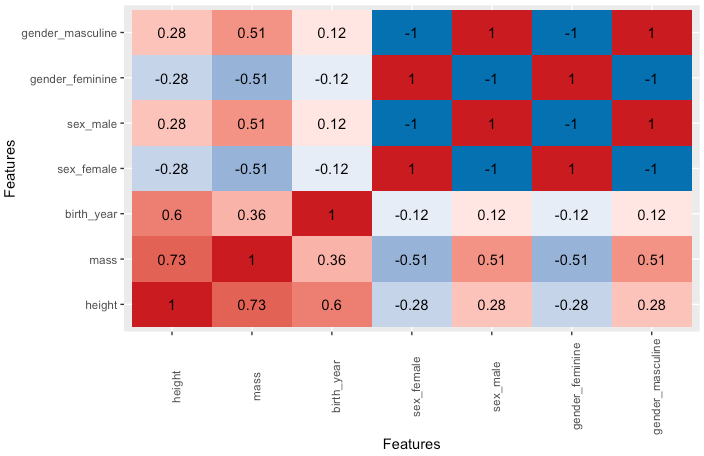 gender_masculine 0.28 0.51 0.12 -1 1 -1 1
gender_feminine -0.28 -0.51 -0.12 1 -1 1 -1
sex_male 0.28 0.51 0.12 -1 1 -1 1
sex_female -0.28 -0.51 -0.12 1 -1 1 -1
birth_year 0.6 0.36 1 -0.12 0.12 -0.12 0.12
mass 0.73 1 0.36 -0.51 0.51 -0.51 0.51
height 1 0.73 0.6 -0.28 0.28 -0.28 0.28
Features
height mass birth_year sex_female sex_male gender_feminine gender_masculine
Features